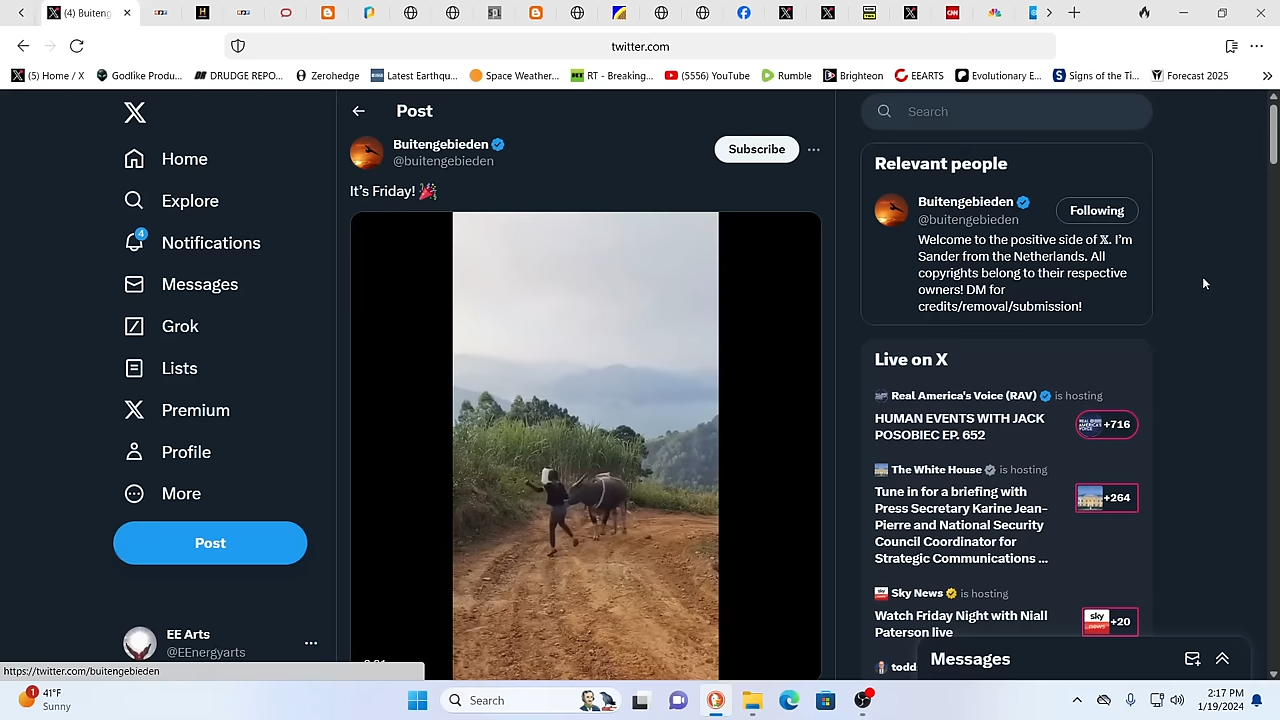 (4) Buiteng
CNN
twitter.com
(5) Home / X
Godlike Produ...
DRUDGE REPO...
Zerohedge
Latest Earthqu...
Space Weather...
RT - Breaking...
(5556) YouTube
Rumble
Brighteon
EEARTS
Evolutionary E...
Signs of the Ti...
Forecast 2025
Home
Explore
4
Notifications
Messages
Grok
Lists
Premium
Profile
More
Post
EE Arts
@EEnergyarts
https://twitter.com/buitengebieden
Post
Buitengebieden
@buitengebieden
Subscribe
It's Friday! 🎉
Search
Relevant people
Buitengebieden
@buitengebieden
Following
Welcome to the positive side of 𝕏. I'm
Sander from the Netherlands. All
copyrights belong to their respective
owners! DM for
credits/removal/submission!
Live on X
Real America's Voice (RAV) is hosting
HUMAN EVENTS WITH JACK
POSOBIEC EP. 652
+716
The White House is hosting
Tune in for a briefing with
Press Secretary Karine Jean-
Pierre and National Security
Council Coordinator for
Strategic Communications ...
+264
Sky News is hosting
Watch Friday Night with Niall
Paterson live
sky news +20
todd
Messages
1
41°F
Sunny
Search
2:17 PM
1/19/2024